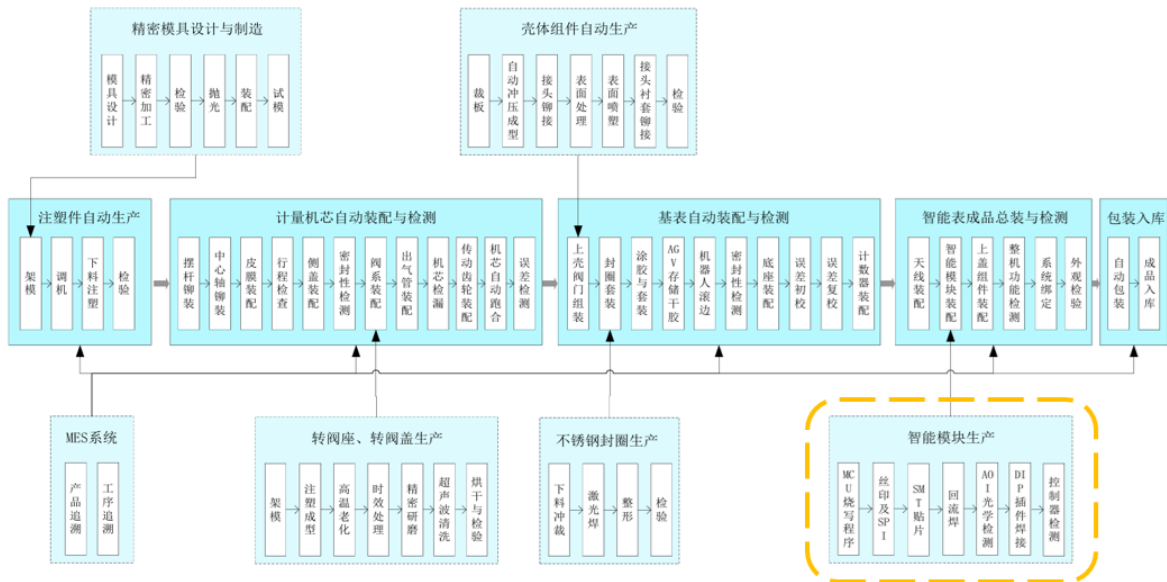 精密模具设计与制造
模具设计
精密加工
检验
抛光
装配
试模
壳体组件自动生产
裁板
自动冲压成型
接头铆接
表面处理
表面喷塑
接头衬套铆接
检验
注塑件自动生产
架模
调机
下料注塑
检验
计量机芯自动装配与检测
摆杆铆装
中心轴铆装
皮膜装配
行程检查
侧盖装配
密封性检测
阀系装配
出气管装配
机芯检漏
传动齿轮装配
机芯自动跑合
误差检测
基表自动装配与检测
上壳阀门组装
封圈套装
涂胶与套装
AGV存储干胶
机器人滚边
密封性检测
底座装配
误差初校
误差复校
计数器装配
智能表成品总装与检测
天线装配
智能模块装配
上盖组件装配
整机功能检测
系统绑定
外观检验
包装入库
自动包装
成品入库
MES系统
产品追溯
工序追溯
转阀座、转阀盖生产
架模
注塑成型
高温老化
时效处理
精密研磨
超声波清洗
烘干与检验
不锈钢封圈生产
下料冲裁
激光焊
整形
检验
智能模块生产
MCU烧写程序
丝印及SPI
SMT贴片
回流焊
AOI光学检测
DIP插件焊接
控制器检测